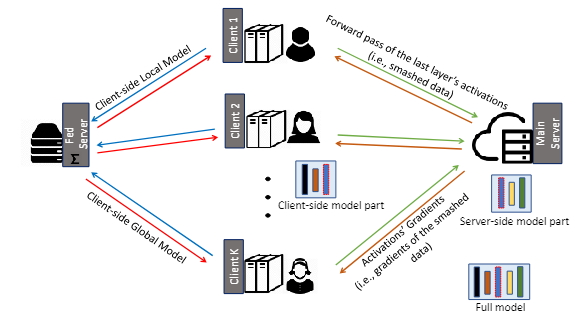 Client 1
Forward pass of the last layer's activations
(i.e., smashed data)
Client-side Local Model
Fed
Server
Σ
Client 2
Main
Server
Client-side model part
Server-side model part
Client-side Global Model
Activations' Gradients
(i.e., gradients of the smashed
data)
Client K
Full model